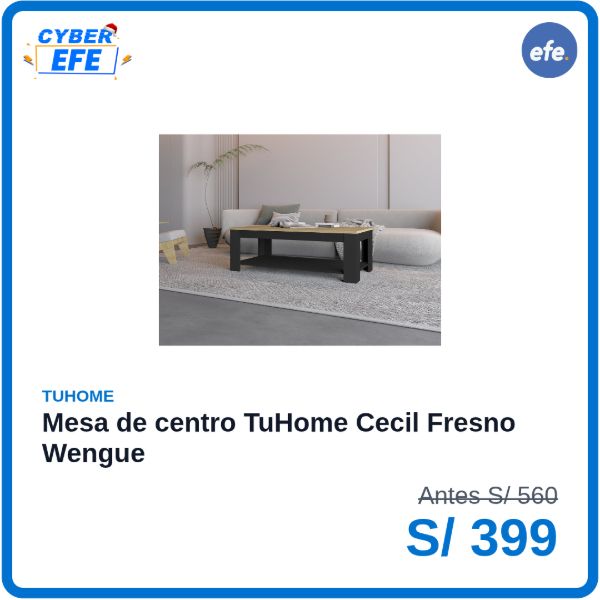 CYBER
EFE
efe.
TUHOME
Mesa de centro TuHome Cecil Fresno
Wengue
Antes S/ 560
S/ 399